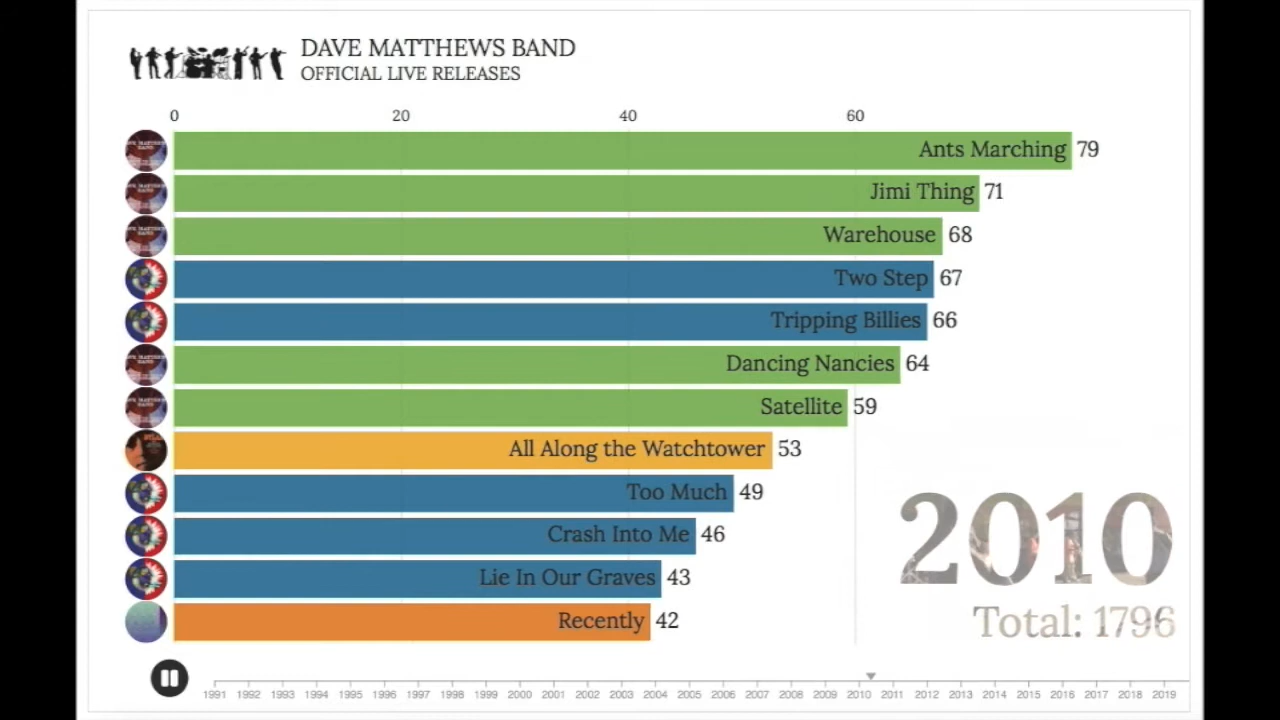 DAVE MATTHEWS BAND
OFFICIAL LIVE RELEASES
0 20 40 60
Ants Marching 79
Jimi Thing 71
Warehouse 68
Two Step 67
Tripping Billies 66
Dancing Nancies 64
Satellite 59
All Along the Watchtower 53
Too Much 49
Crash Into Me 46
Lie In Our Graves 43
Recently 42
2010
Total: 1796
1991 1992 1993 1994 1995 1996 1997 1998 1999 2000 2001 2002 2003 2004 2005 2006 2007 2008 2009 2010 2011 2012 2013 2014 2015 2016 2017 2018 2019